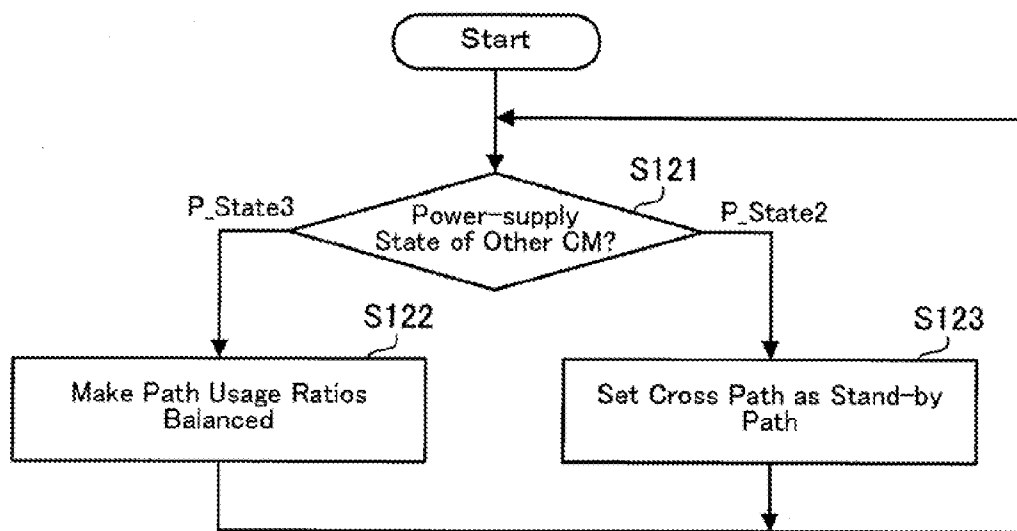 Start
S121
P_State3
Power-supply
State of Other CM?
P_State2
S122
Make Path Usage Ratios
Balanced
S123
Set Cross Path as Stand-by
Path